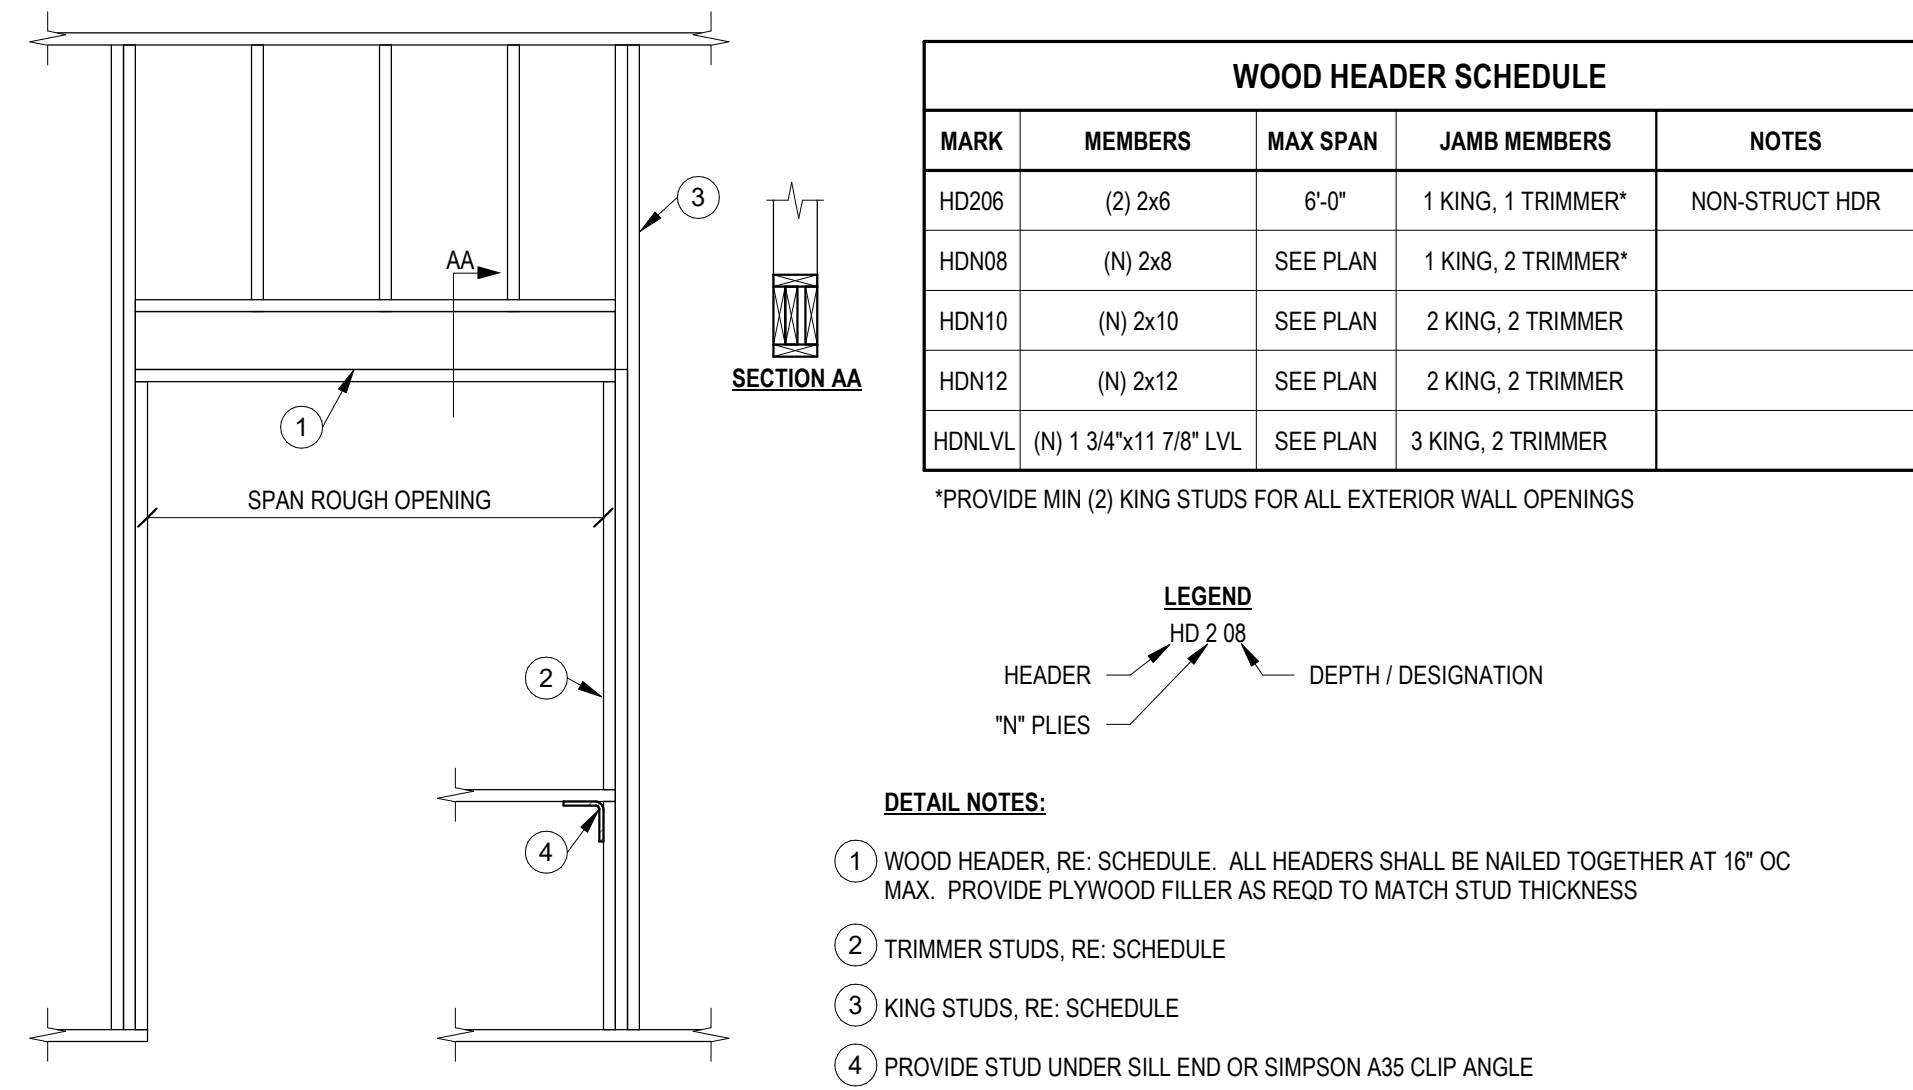 AA
3
1
SPAN ROUGH OPENING
2
4
SECTION AA
WOOD HEADER SCHEDULE
MARK MEMBERS MAX SPAN JAMB MEMBERS NOTES
HD206 (2) 2x6 6'-0" 1 KING, 1 TRIMMER* NON-STRUCT HDR
HDN08 (N) 2x8 SEE PLAN 1 KING, 2 TRIMMER*
HDN10 (N) 2x10 SEE PLAN 2 KING, 2 TRIMMER
HDN12 (N) 2x12 SEE PLAN 2 KING, 2 TRIMMER
HDNLVL (N) 1 3/4"x11 7/8" LVL SEE PLAN 3 KING, 2 TRIMMER
*PROVIDE MIN (2) KING STUDS FOR ALL EXTERIOR WALL OPENINGS
LEGEND
HD 2 08
HEADER DEPTH / DESIGNATION
"N" PLIES
DETAIL NOTES:
1 WOOD HEADER, RE: SCHEDULE. ALL HEADERS SHALL BE NAILED TOGETHER AT 16" OC
MAX. PROVIDE PLYWOOD FILLER AS REQD TO MATCH STUD THICKNESS
2 TRIMMER STUDS, RE: SCHEDULE
3 KING STUDS, RE: SCHEDULE
4 PROVIDE STUD UNDER SILL END OR SIMPSON A35 CLIP ANGLE